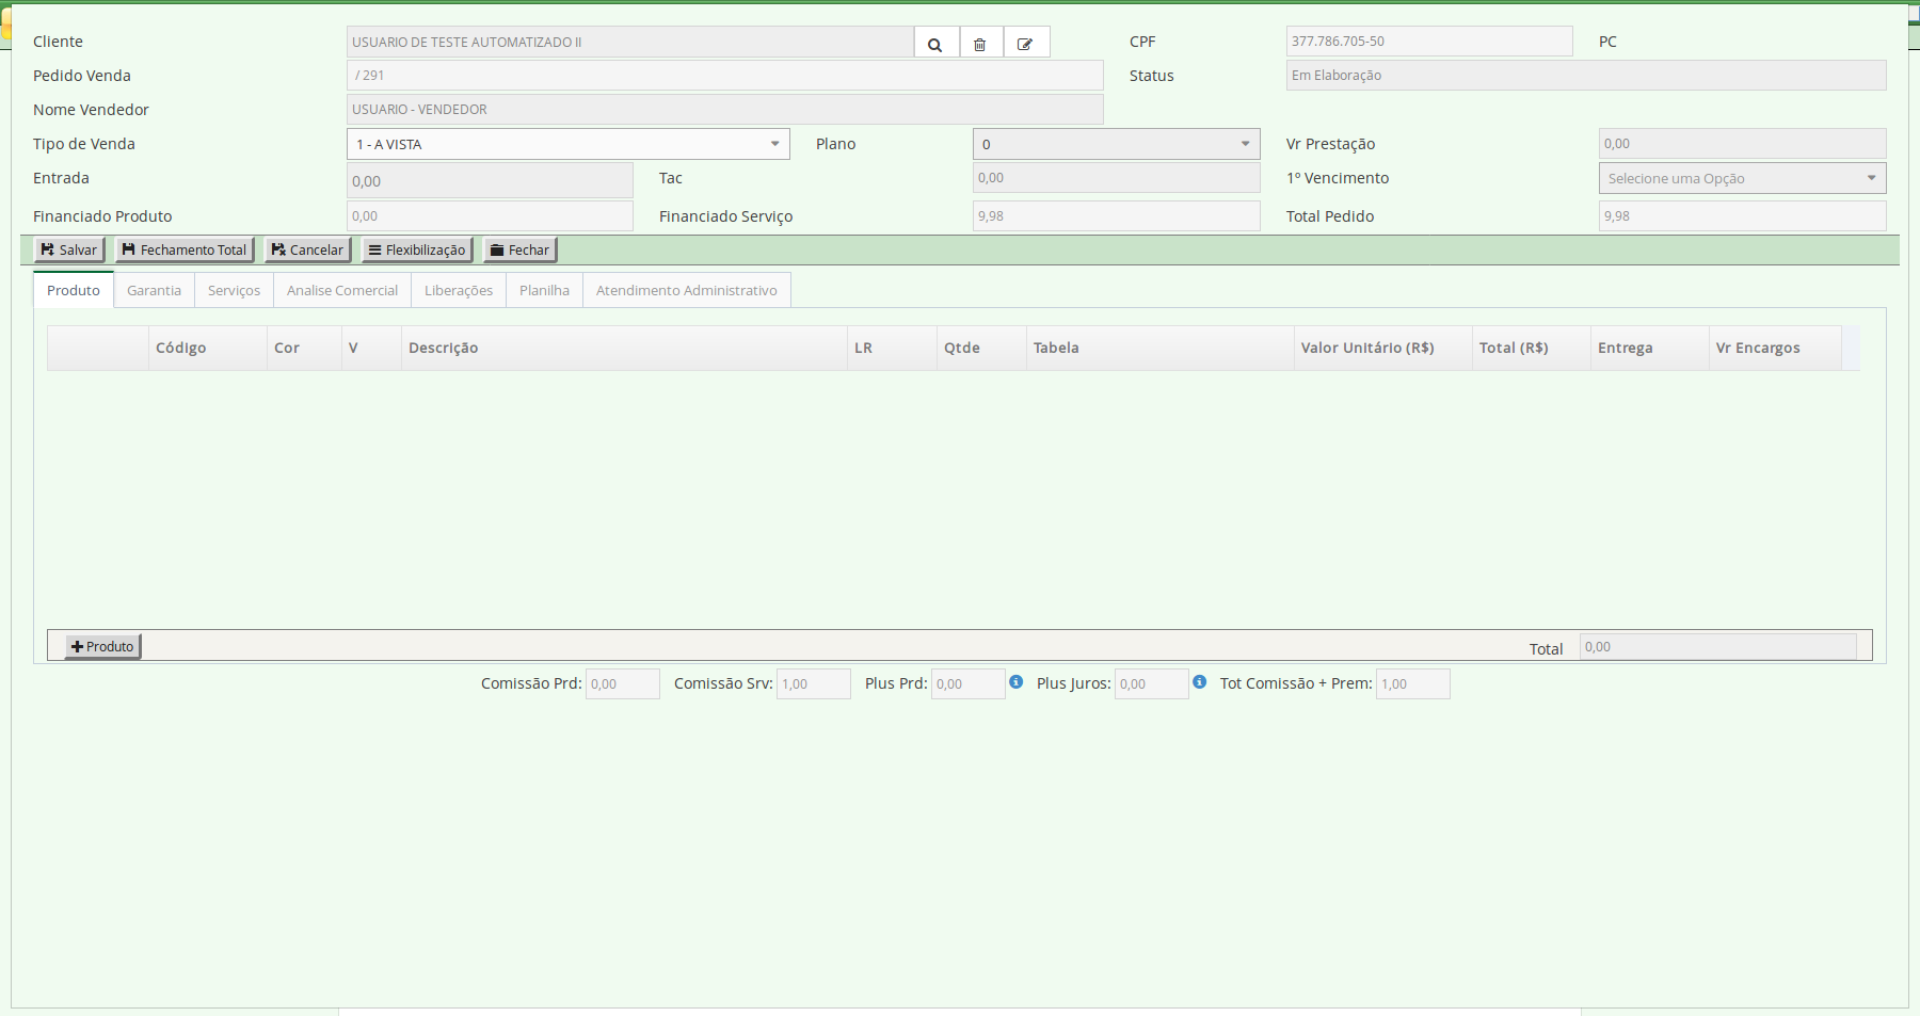 Cliente USUARIO DE TESTE AUTOMATIZADO II CPF 377.786.705-50 PC
Pedido Venda / 291 Status Em Elaboração
Nome Vendedor USUARIO - VENDEDOR
Tipo de Venda 1 - A VISTA Plano 0 Vr Prestação 0,00
Entrada 0,00 Tac 0,00 1º Vencimento Selecione uma Opção
Financiado Produto 0,00 Financiado Serviço 9,98 Total Pedido 9,98
Salvar Fechamento Total Cancelar Flexibilização Fechar
Produto Garantia Serviços Analise Comercial Liberações Planilha Atendimento Administrativo
Código Cor V Descrição LR Qtde Tabela Valor Unitário (R$) Total (R$) Entrega Vr Encargos
Produto Total 0,00
Comissão Prd: 0,00 Comissão Srv: 1,00 Plus Prd: 0,00 Plus Juros: 0,00 Tot Comissão + Prem: 1,00